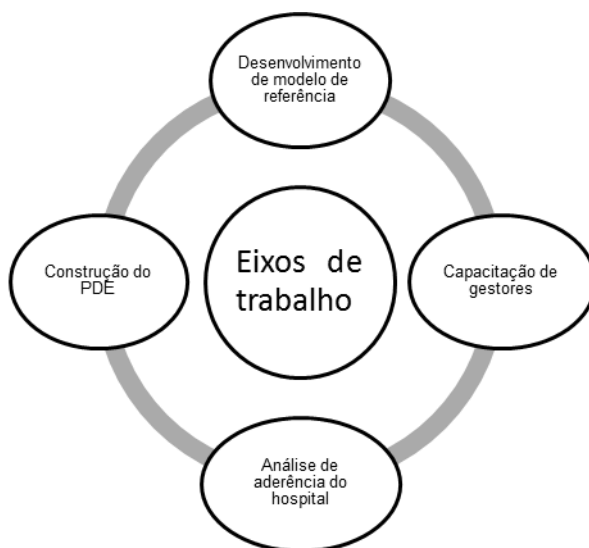 Desenvolvimento
de modelo de
referência
Eixos de
trabalho
Construção do
PDE
Capacitação de
gestores
Análise de
aderência do
hospital